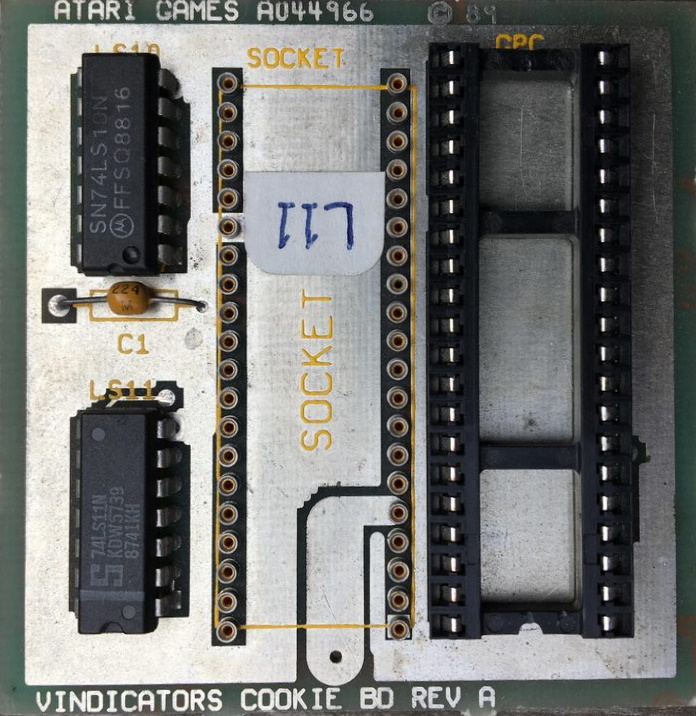 ATARI GAMES A044966 © 89
LS10
SOCKET
CPC
SN74LS10N
FFSQ8816
L11
224
M
C1
SOCKET
LS11
74LS11N
KDW5739
8741KH
VINDICATORS COOKIE BD REV A